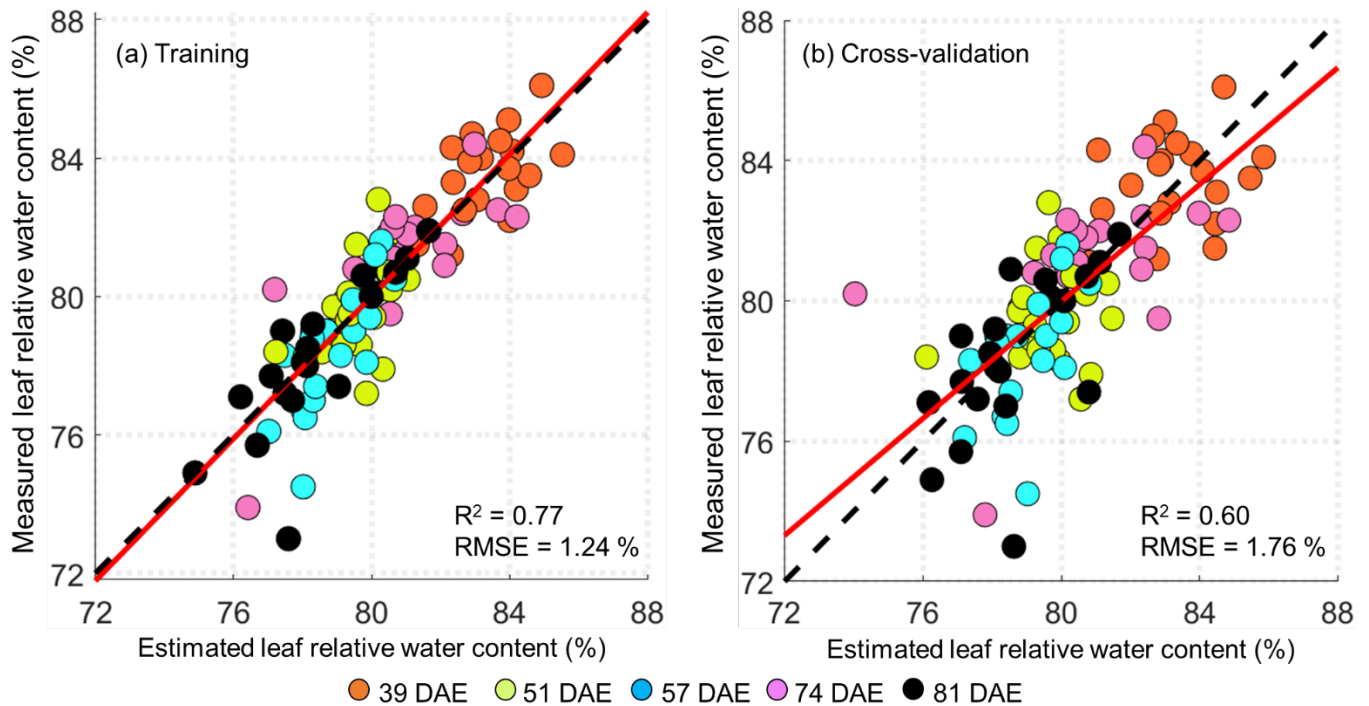 (a) Training
Measured leaf relative water content (%)
88
84
80
76
72
72 76 80 84 88
R² = 0.77
RMSE = 1.24 %
Estimated leaf relative water content (%)
(b) Cross-validation
Measured leaf relative water content (%)
88
84
80
76
72
72 76 80 84 88
R² = 0.60
RMSE = 1.76 %
Estimated leaf relative water content (%)
39 DAE 51 DAE 57 DAE 74 DAE 81 DAE